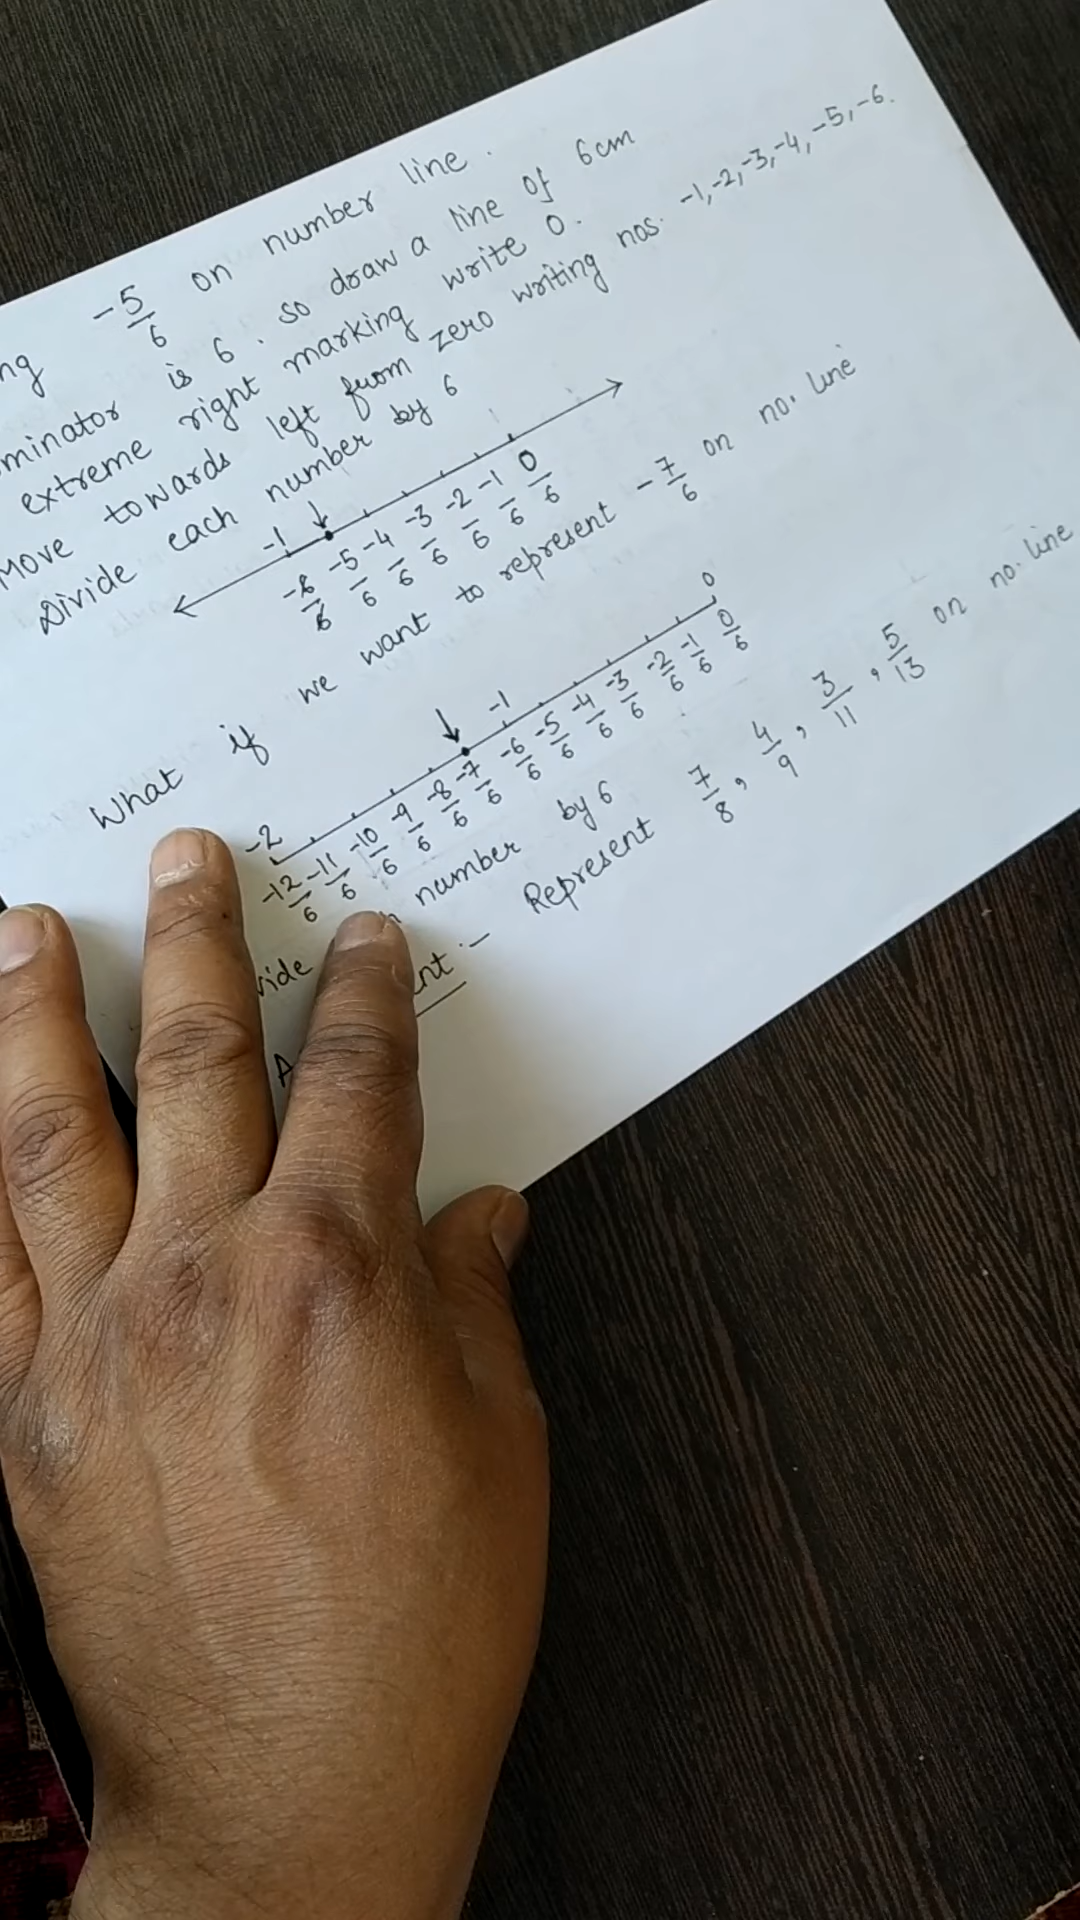 -5/6 on number line.
is 6. so draw a line of 6cm
extreme right marking write 0.
Move towards left from zero writing nos. -1,-2,-3,-4,-5,-6.
Divide each number by 6
-1
-6/6 -5/6 -4/6 -3/6 -2/6 -1/6 0/6
What if we want to represent -7/6 on no. line
-2 -1 0
-12/6 -11/6 -10/6 -9/6 -8/6 -7/6 -6/6 -5/6 -4/6 -3/6 -2/6 -1/6 0/6
number by 6
:- Represent 7/8, 4/9, 3/11, 5/13 on no. line